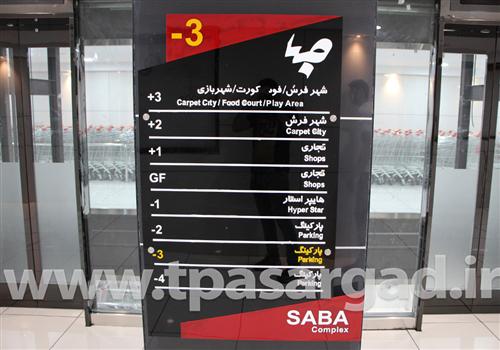 -3
صبا
شهر فرش/فود کورت/شهربازی
+3
Carpet City / Food Court / Play Area
شهر فرش
+2
Carpet City
تجاری
+1
Shops
تجاری
GF
Shops
هایپر استار
-1
Hyper Star
پارکینگ
-2
Parking
پارکینگ
-3
Parking
پارکینگ
-4
Parking
www.tpasargad.ir
SABA
Complex